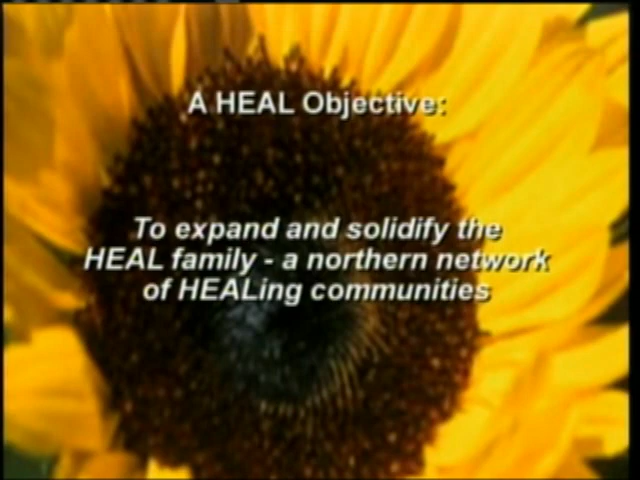 A HEAL Objective:
To expand and solidify the
HEAL family - a northern network
of HEALing communities